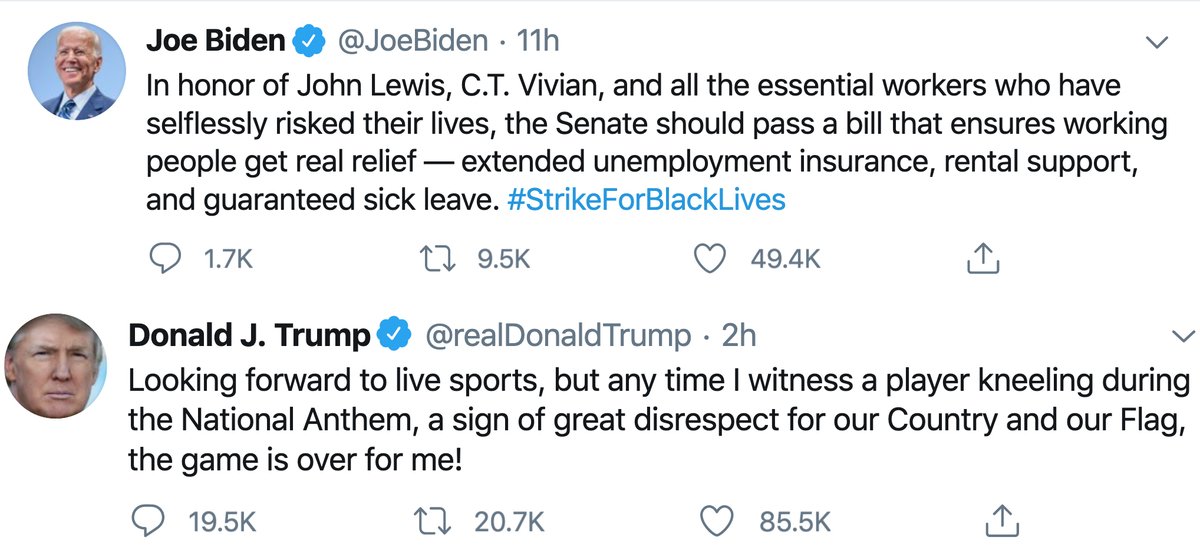 Joe Biden @JoeBiden · 11h
In honor of John Lewis, C.T. Vivian, and all the essential workers who have
selflessly risked their lives, the Senate should pass a bill that ensures working
people get real relief — extended unemployment insurance, rental support,
and guaranteed sick leave. #StrikeForBlackLives
1.7K 9.5K 49.4K
Donald J. Trump @realDonaldTrump · 2h
Looking forward to live sports, but any time I witness a player kneeling during
the National Anthem, a sign of great disrespect for our Country and our Flag,
the game is over for me!
19.5K 20.7K 85.5K